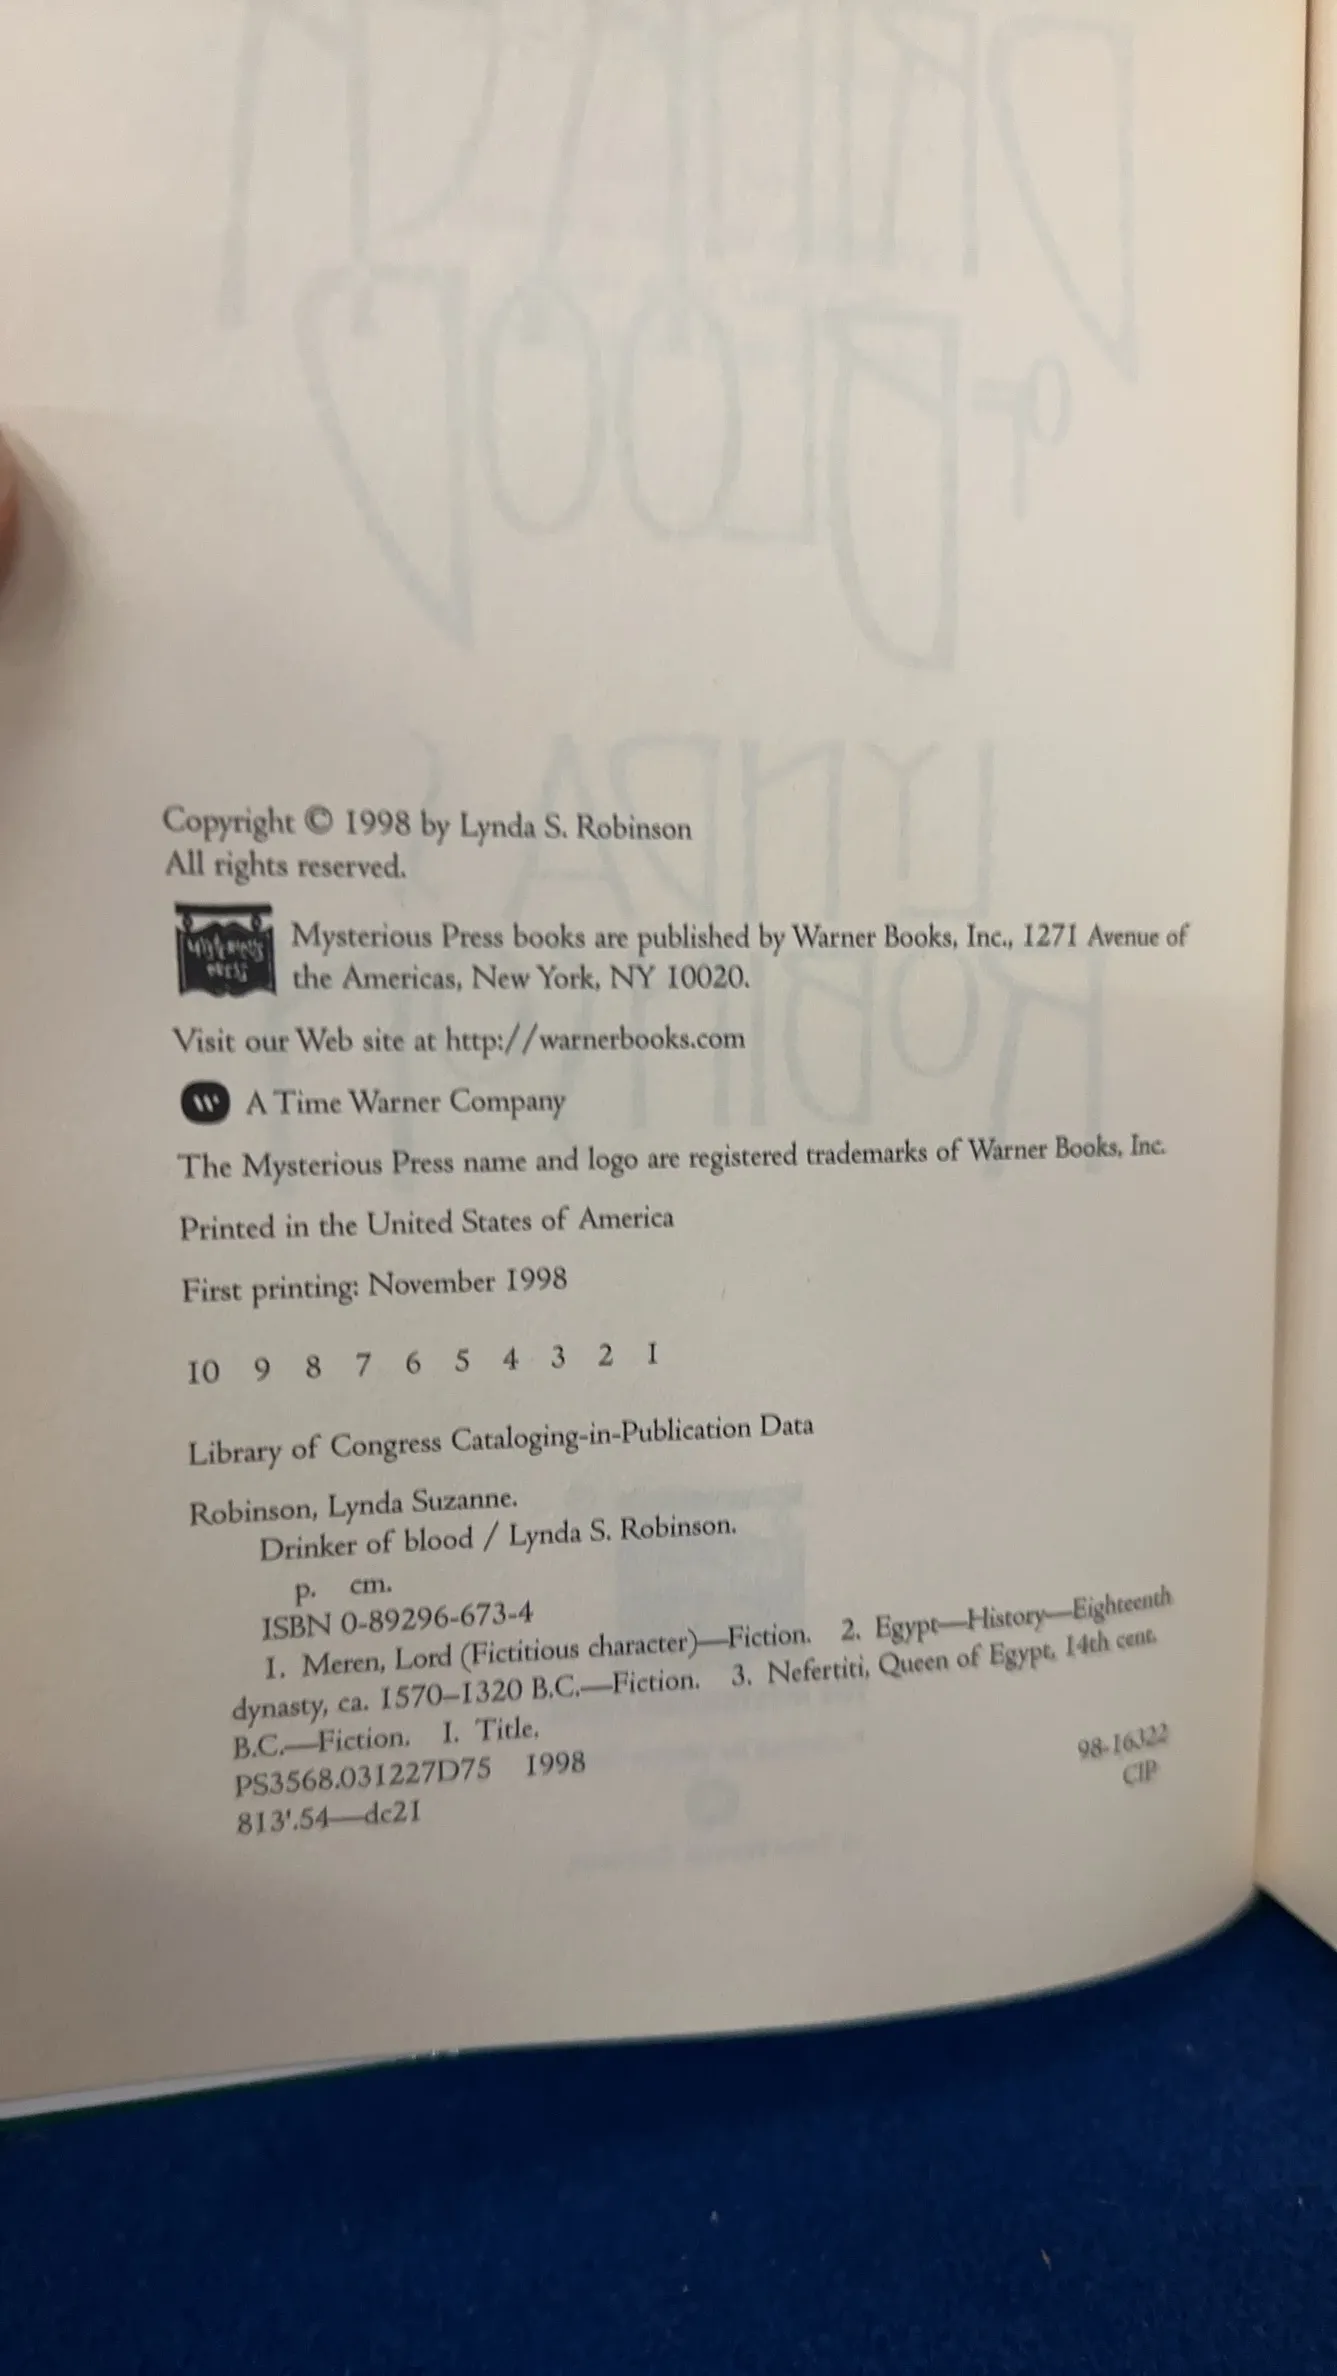 Copyright © 1998 by Lynda S. Robinson
All rights reserved.
MYSTERIOUS
PRESS
Mysterious Press books are published by Warner Books, Inc., 1271 Avenue of
the Americas, New York, NY 10020.
Visit our Web site at http://warnerbooks.com
A Time Warner Company
The Mysterious Press name and logo are registered trademarks of Warner Books, Inc.
Printed in the United States of America
First printing: November 1998
10 9 8 7 6 5 4 3 2 1
Library of Congress Cataloging-in-Publication Data
Robinson, Lynda Suzanne.
Drinker of blood / Lynda S. Robinson.
p. cm.
ISBN 0-89296-673-4
1. Meren, Lord (Fictitious character)—Fiction. 2. Egypt—History—Eighteenth
dynasty, ca. 1570–1320 B.C.—Fiction. 3. Nefertiti, Queen of Egypt, 14th cent.
B.C.—Fiction. I. Title.
PS3568.031227D75 1998
813'.54—dc21
98-16322
CIP